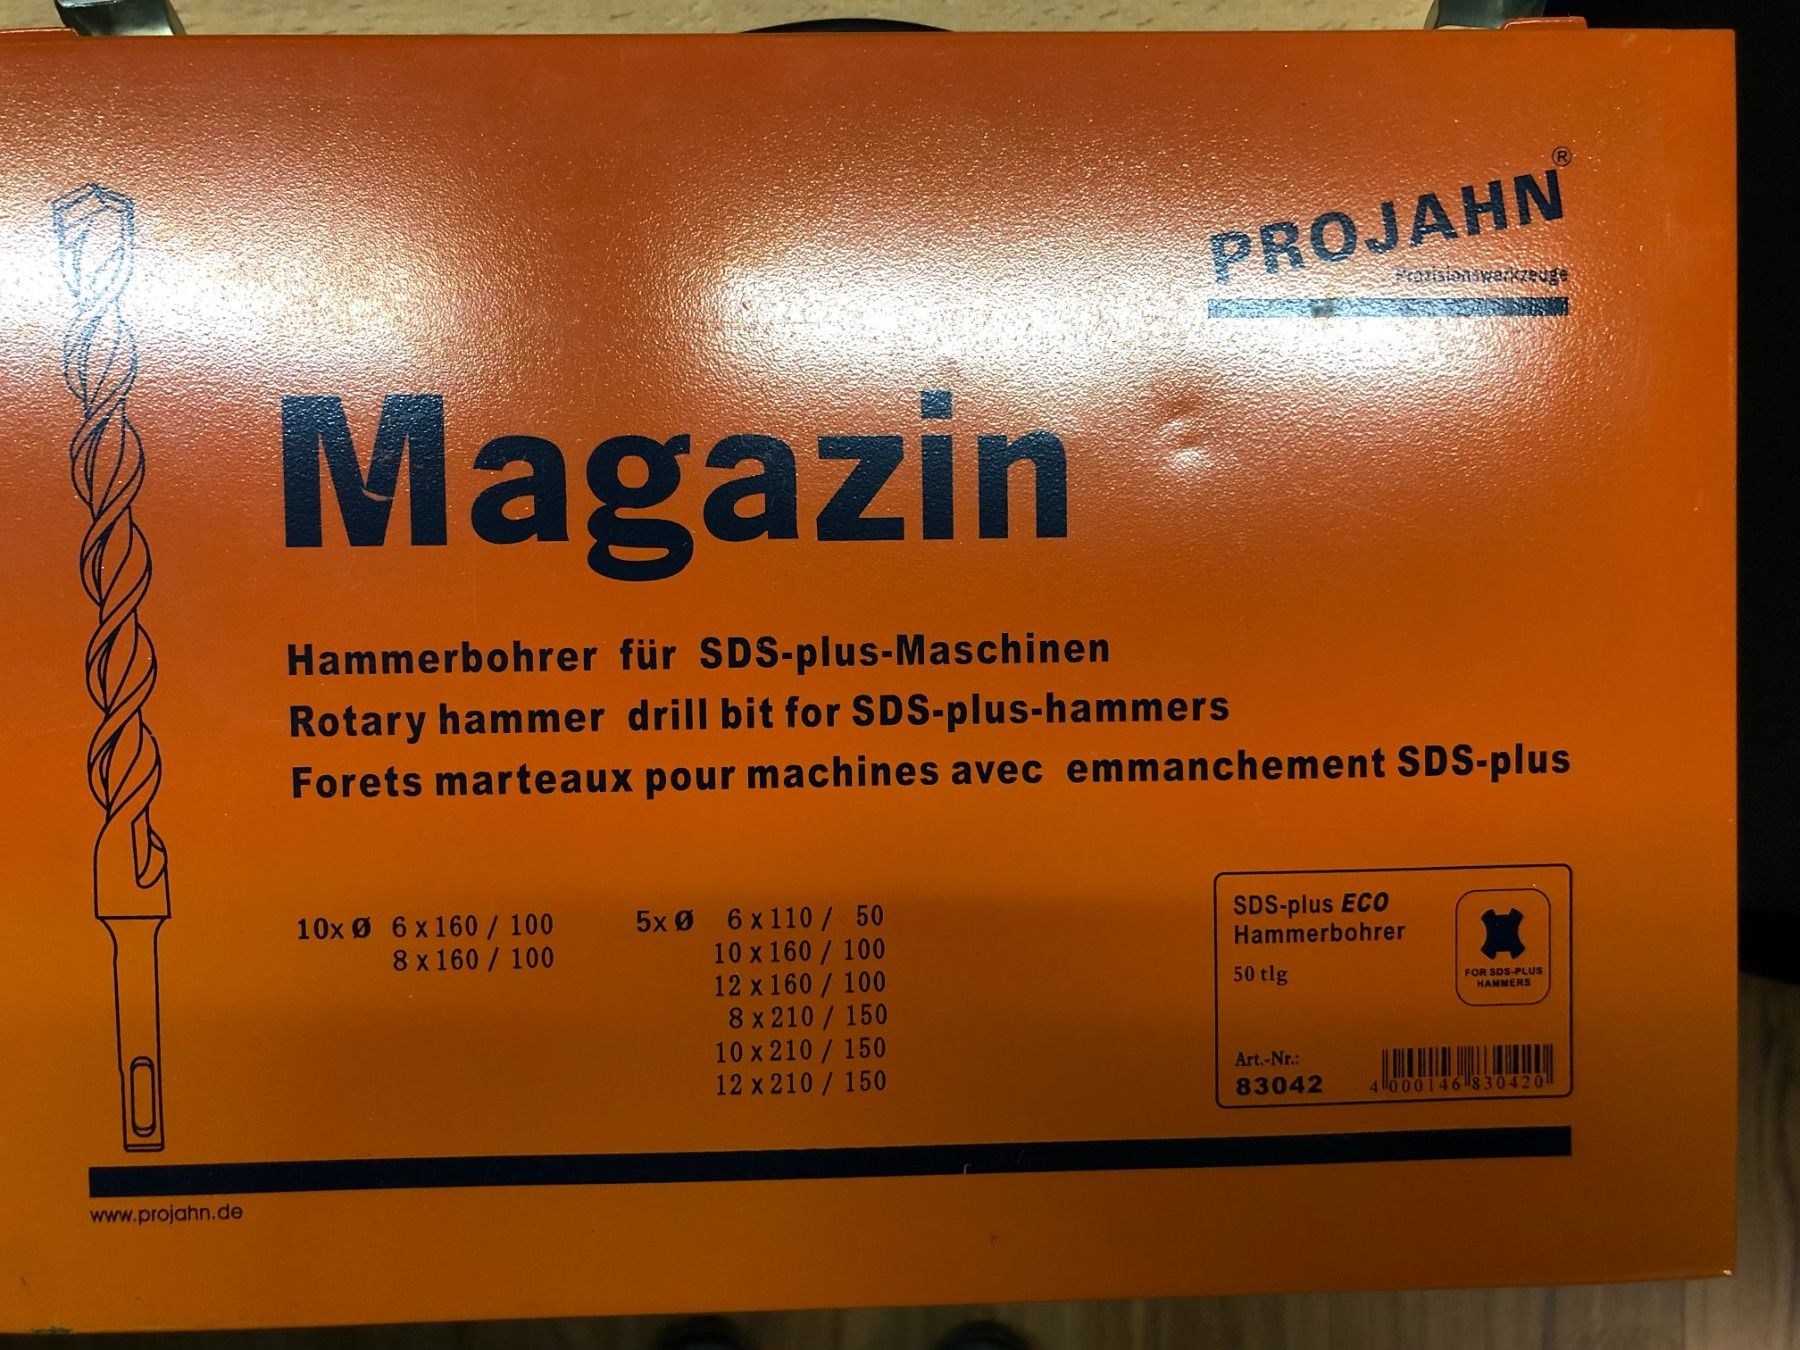 PROJAHN®
Präzisionswerkzeuge
Magazin
Hammerbohrer für SDS-plus-Maschinen
Rotary hammer drill bit for SDS-plus-hammers
Forets marteaux pour machines avec emmanchement SDS-plus
10x Ø 6 x 160 / 100
8 x 160 / 100
5x Ø 6 x 110 / 50
10 x 160 / 100
12 x 160 / 100
8 x 210 / 150
10 x 210 / 150
12 x 210 / 150
SDS-plus ECO
Hammerbohrer
50 tlg
FOR SDS-PLUS
HAMMERS
Art.-Nr.:
83042
4 000146 830420
www.projahn.de